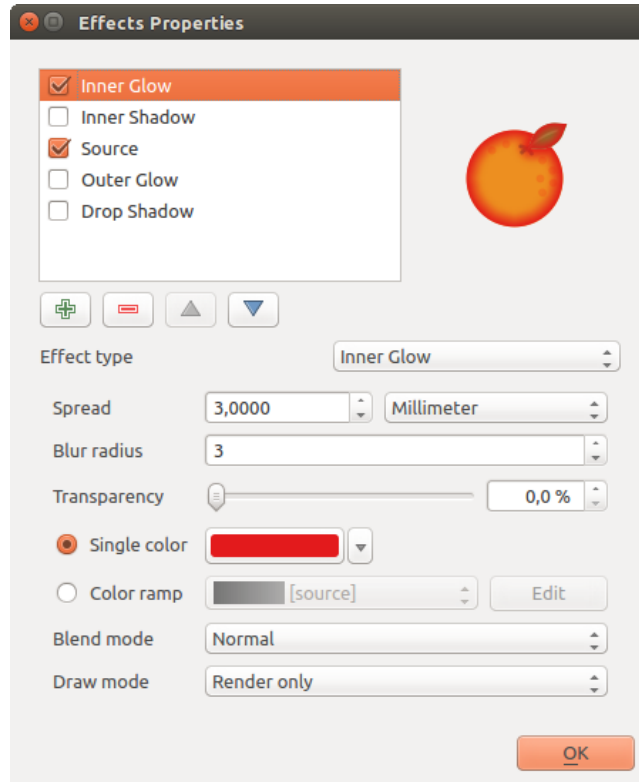 Effects Properties
Inner Glow
Inner Shadow
Source
Outer Glow
Drop Shadow
Effect type
Inner Glow
Spread
3,0000
Millimeter
Blur radius
3
Transparency
0,0 %
Single color
Color ramp
[source]
Edit
Blend mode
Normal
Draw mode
Render only
OK